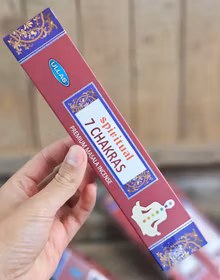 ULLAS
spiritual
7 CHAKRAS
PREMIUM MASALA INCENSE